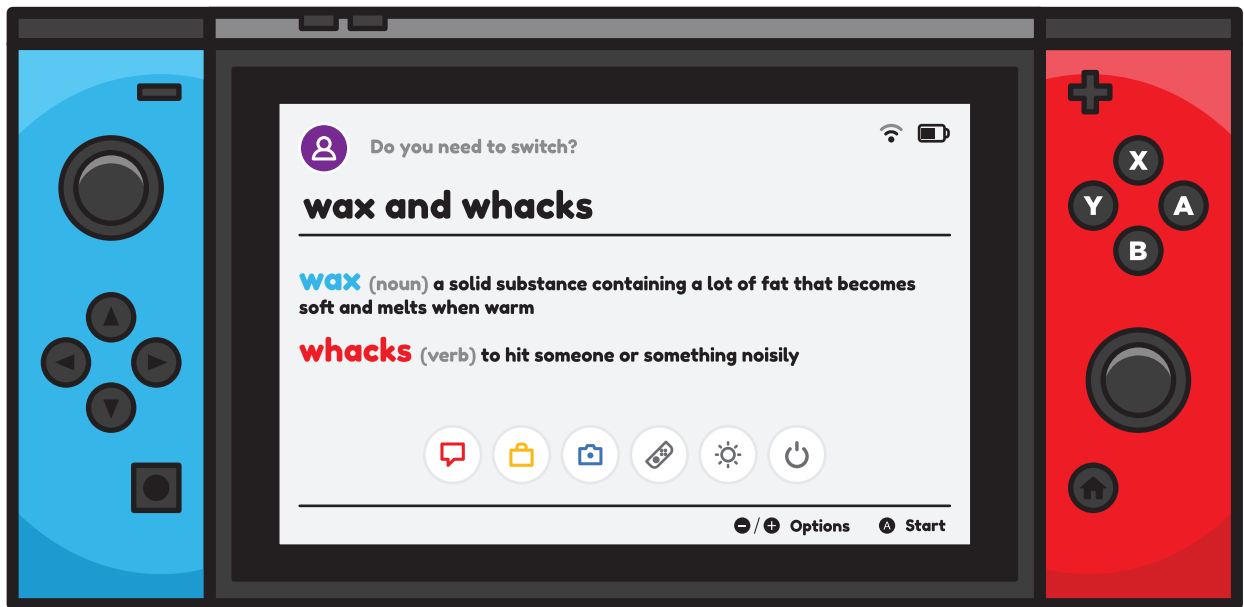 Do you need to switch?
wax and whacks
wax (noun) a solid substance containing a lot of fat that becomes
soft and melts when warm
whacks (verb) to hit someone or something noisily
−/+ Options A Start
X
Y A
B